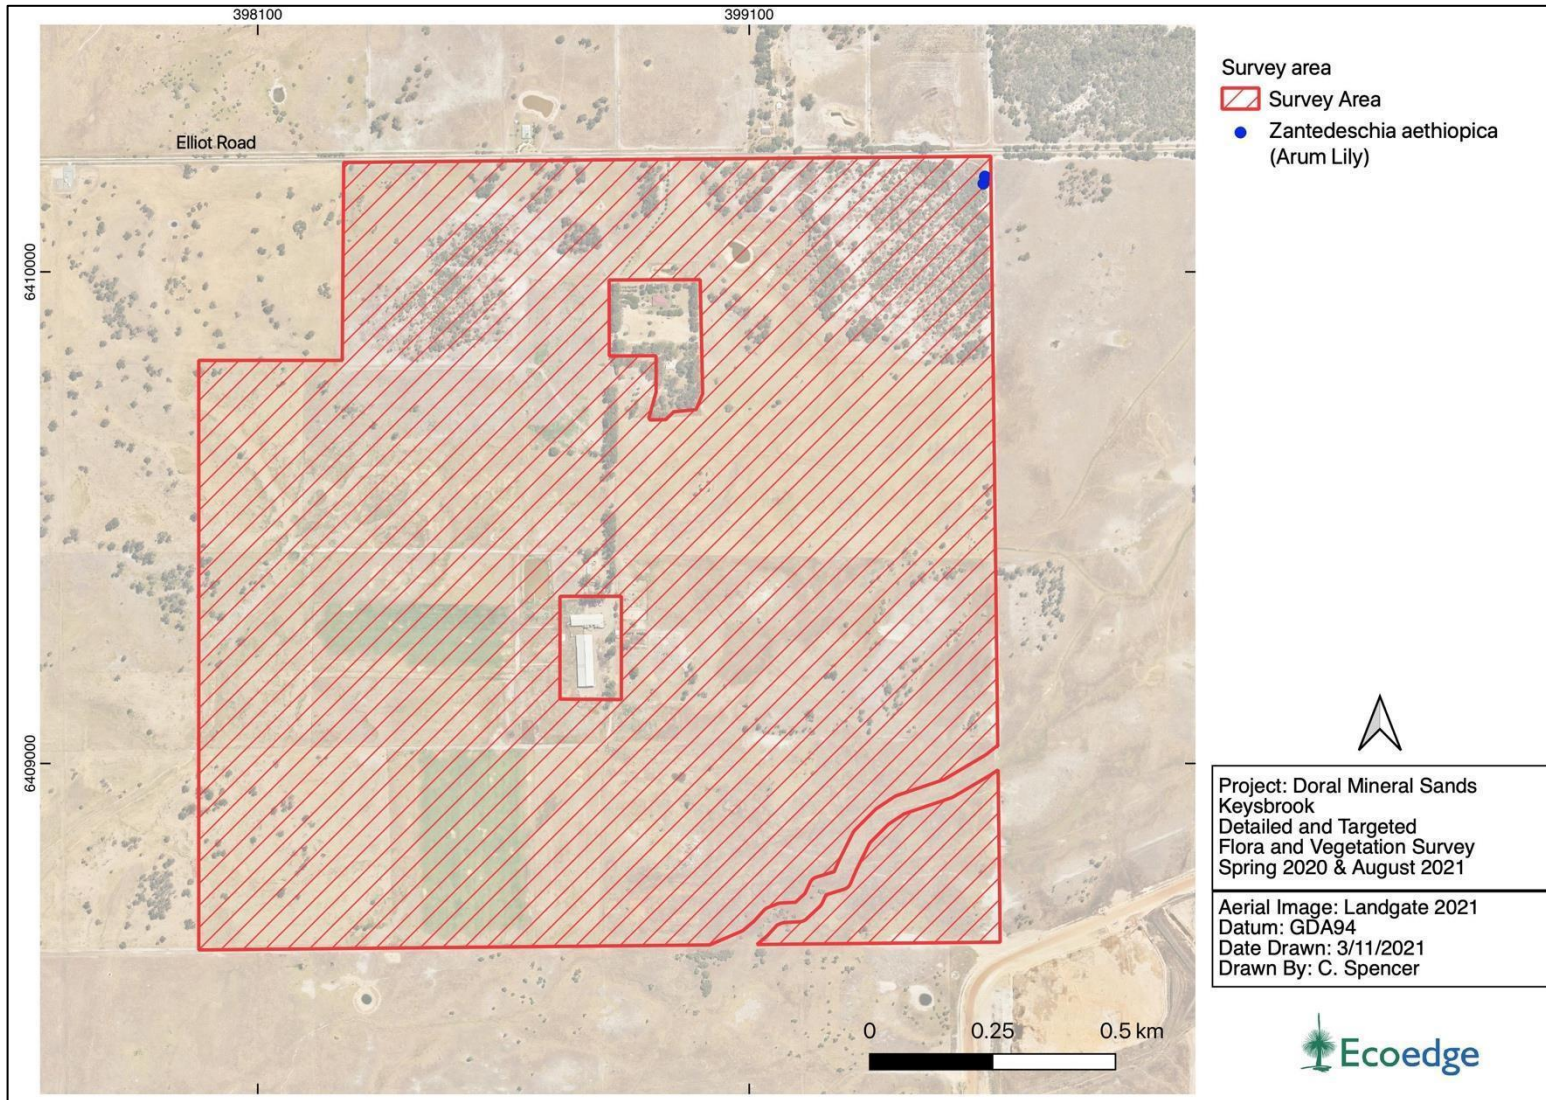 398100
399100
Survey area
Survey Area
Zantedeschia aethiopica
(Arum Lily)
Elliot Road
6410000
6409000
Project: Doral Mineral Sands
Keysbrook
Detailed and Targeted
Flora and Vegetation Survey
Spring 2020 & August 2021
Aerial Image: Landgate 2021
Datum: GDA94
Date Drawn: 3/11/2021
Drawn By: C. Spencer
0 0.25 0.5 km
Ecoedge